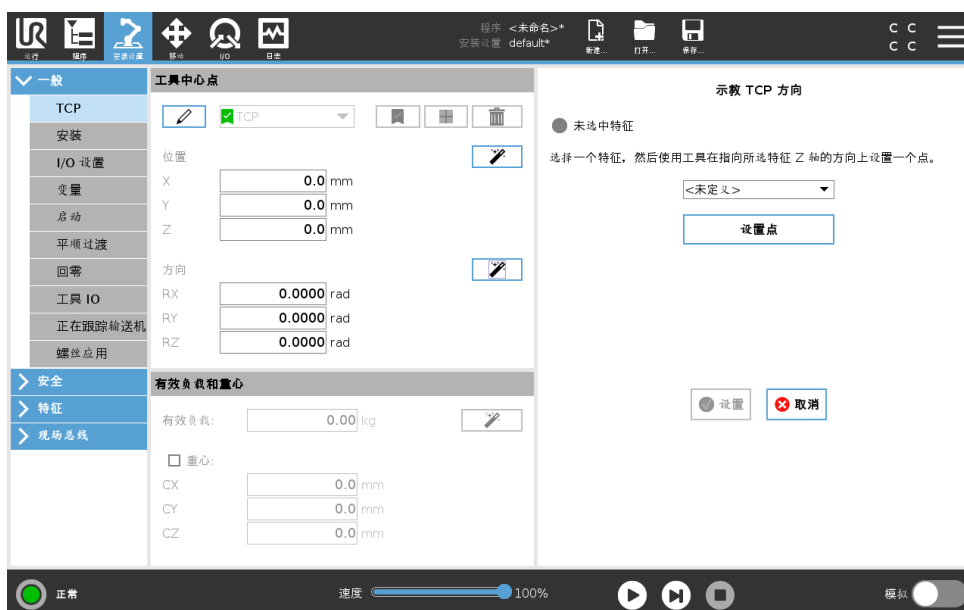 UR
程序 <未命名>*
安装设置 default*
运行 程序 安装设置 移动 I/O 日志 新建... 打开... 保存...
C C
C C
一般
TCP
安装
I/O 设置
变量
启动
平顺过渡
回零
工具 IO
正在跟踪输送机
螺丝应用
安全
特征
现场总线
工具中心点
TCP
位置
X 0.0 mm
Y 0.0 mm
Z 0.0 mm
方向
RX 0.0000 rad
RY 0.0000 rad
RZ 0.0000 rad
有效负载和重心
有效负载: 0.00 kg
重心:
CX 0.0 mm
CY 0.0 mm
CZ 0.0 mm
示教 TCP 方向
未选中特征
选择一个特征，然后使用工具在指向所选特征 Z 轴的方向上设置一个点。
<未定义>
设置点
设置 取消
正常 速度 100% 模拟